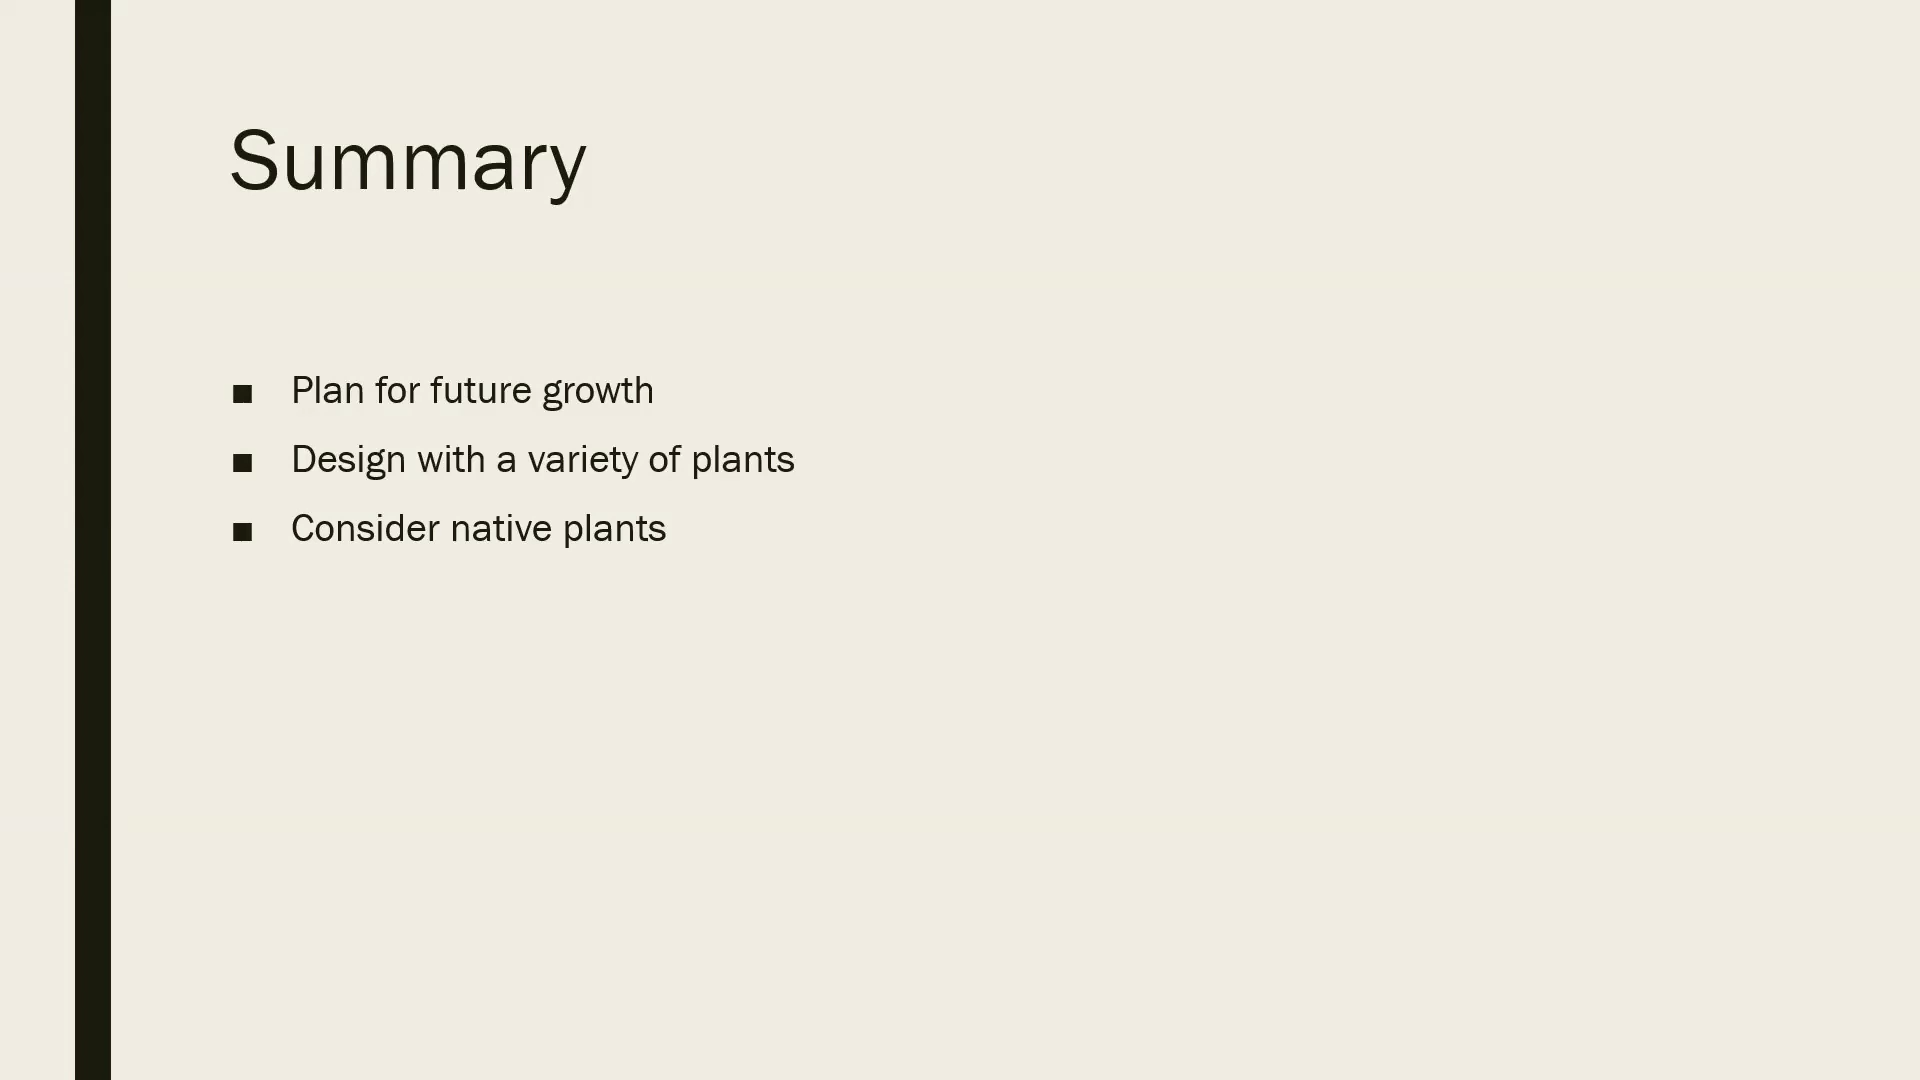 Summary
■ Plan for future growth
■ Design with a variety of plants
■ Consider native plants